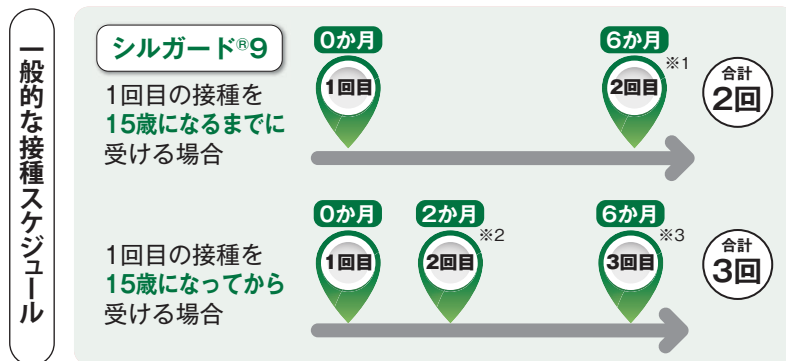 一般的な接種スケジュール
シルガード®9
1回目の接種を
15歳になるまでに
受ける場合
0か月
1回目
6か月
2回目
※1
合計
2回
1回目の接種を
15歳になってから
受ける場合
0か月
1回目
2か月
2回目
※2
6か月
3回目
※3
合計
3回